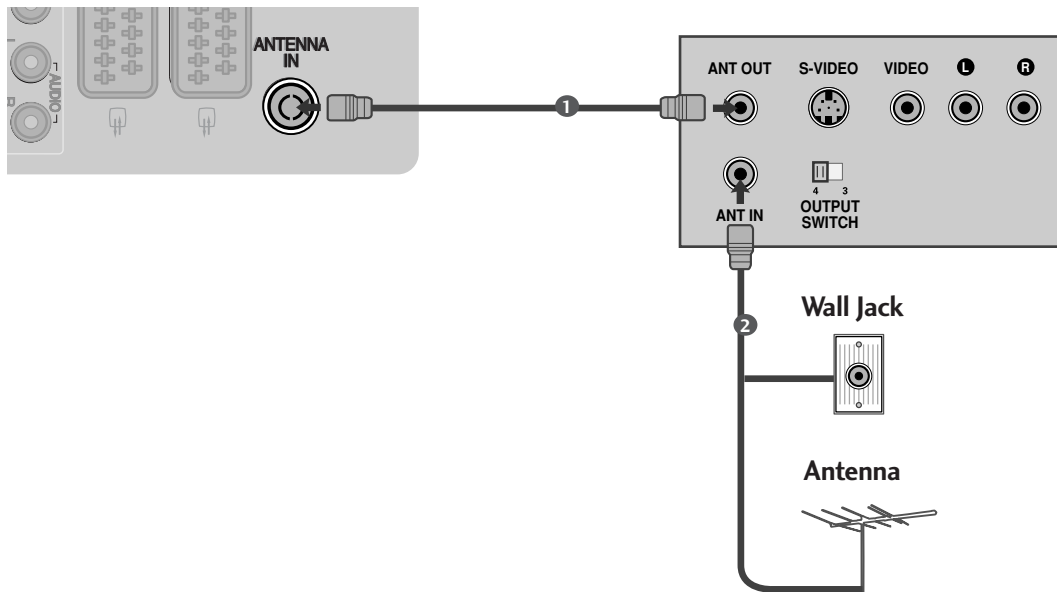 ANTENNA
IN
AUDIO
R
1
ANT OUT
S-VIDEO
VIDEO
L
R
ANT IN
4 3
OUTPUT
SWITCH
2
Wall Jack
Antenna